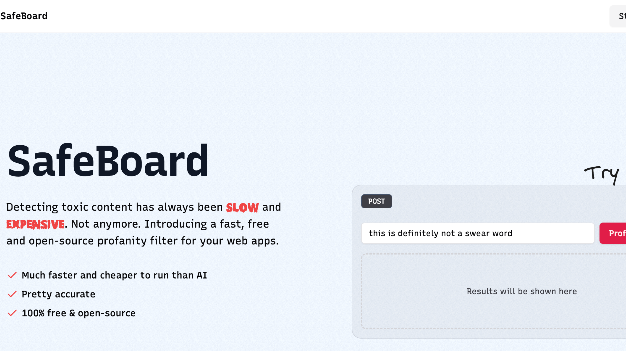 SafeBoard
SafeBoard
Detecting toxic content has always been SLOW and
EXPENSIVE. Not anymore. Introducing a fast, free
and open-source profanity filter for your web apps.
Much faster and cheaper to run than AI
Pretty accurate
100% free & open-source
Try
POST
this is definitely not a swear word
Results will be shown here